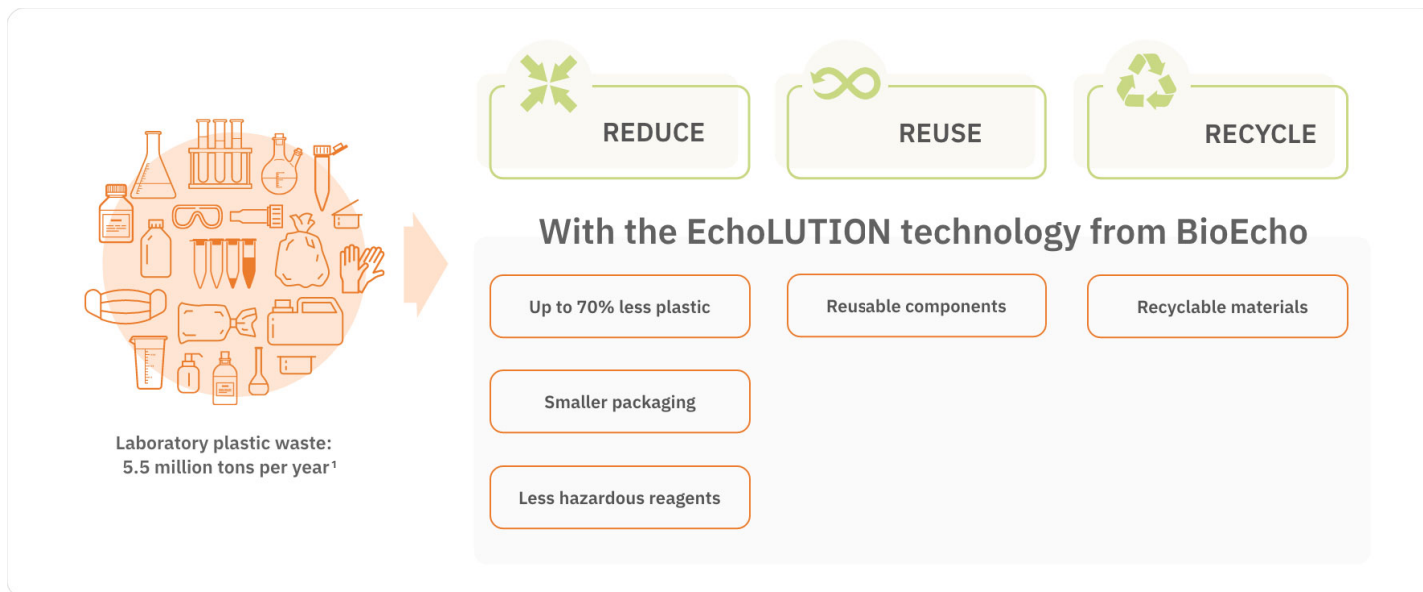 REDUCE
REUSE
RECYCLE
With the EchoLUTION technology from BioEcho
Up to 70% less plastic
Reusable components
Recyclable materials
Smaller packaging
Less hazardous reagents
Laboratory plastic waste:
5.5 million tons per year¹